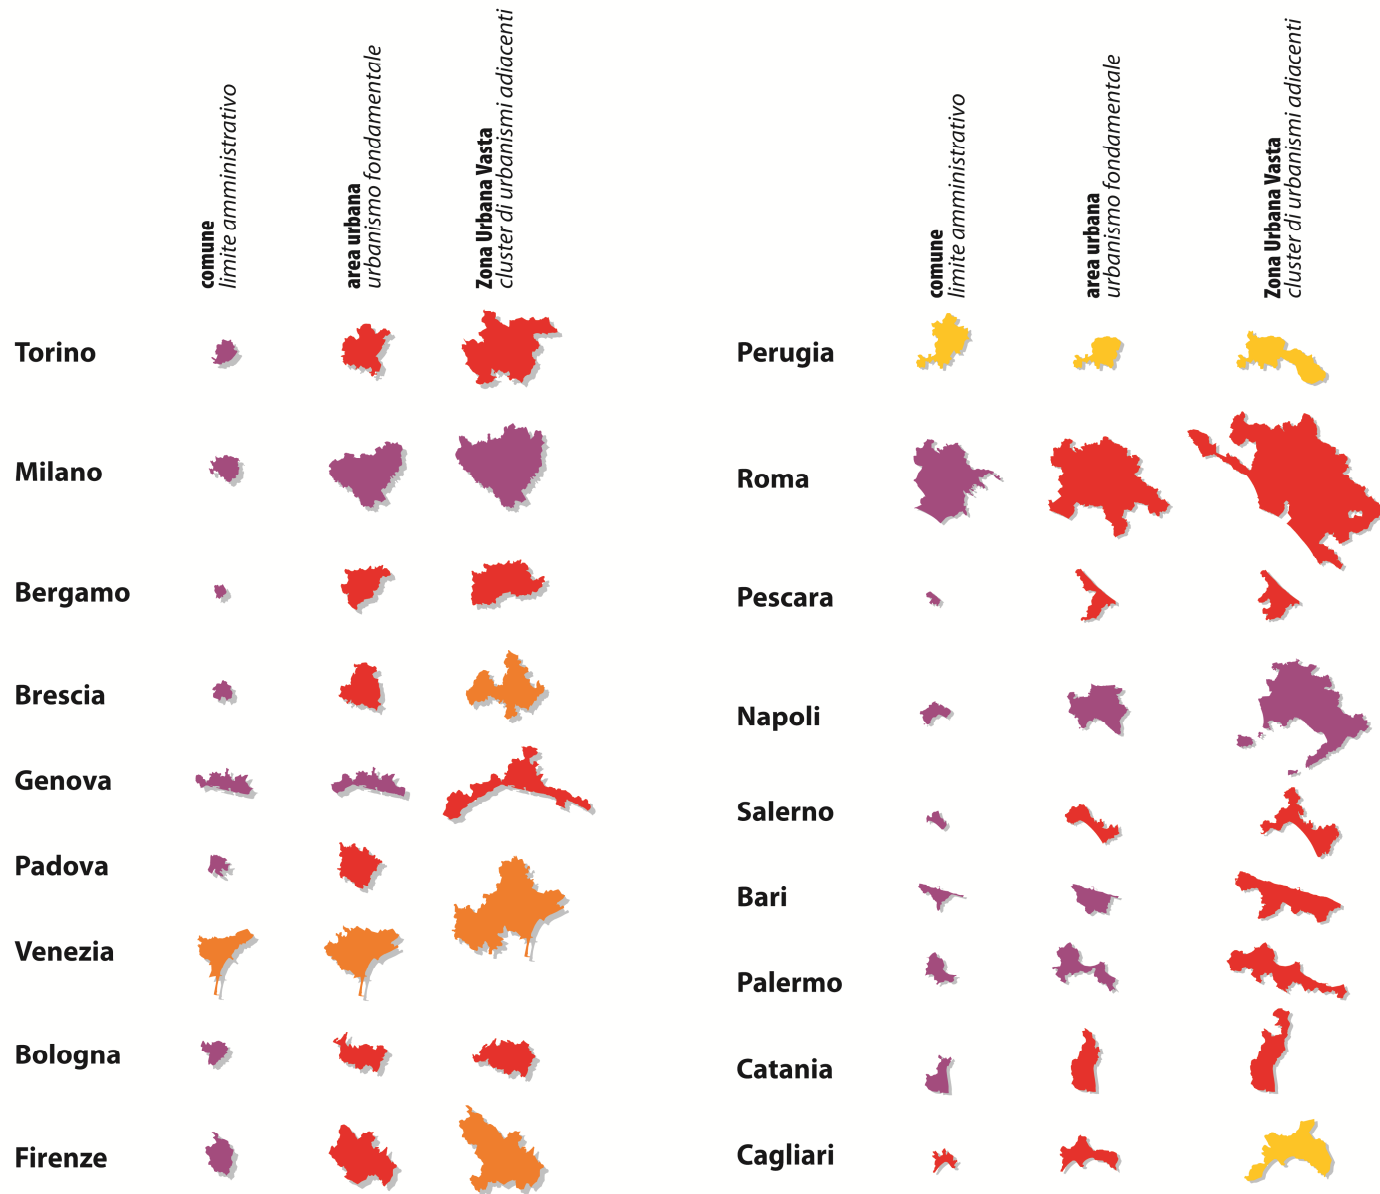 comune
limite amministrativo
area urbana
urbanismo fondamentale
Zona Urbana Vasta
cluster di urbanismi adiacenti
Torino
Milano
Bergamo
Brescia
Genova
Padova
Venezia
Bologna
Firenze
comune
limite amministrativo
area urbana
urbanismo fondamentale
Zona Urbana Vasta
cluster di urbanismi adiacenti
Perugia
Roma
Pescara
Napoli
Salerno
Bari
Palermo
Catania
Cagliari